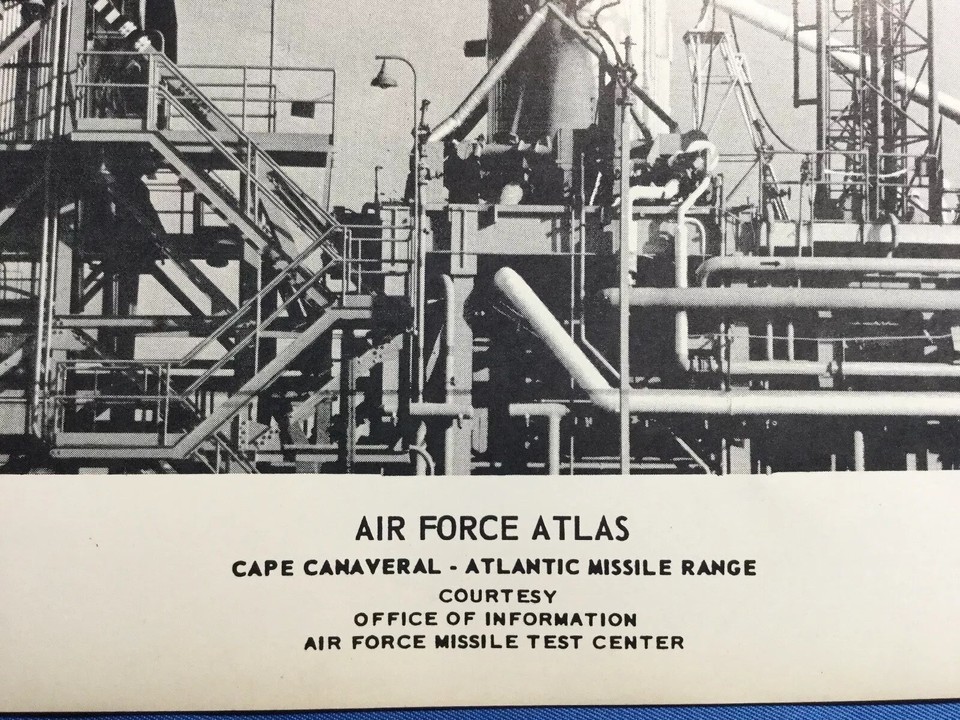 AIR FORCE ATLAS
CAPE CANAVERAL - ATLANTIC MISSILE RANGE
COURTESY
OFFICE OF INFORMATION
AIR FORCE MISSILE TEST CENTER